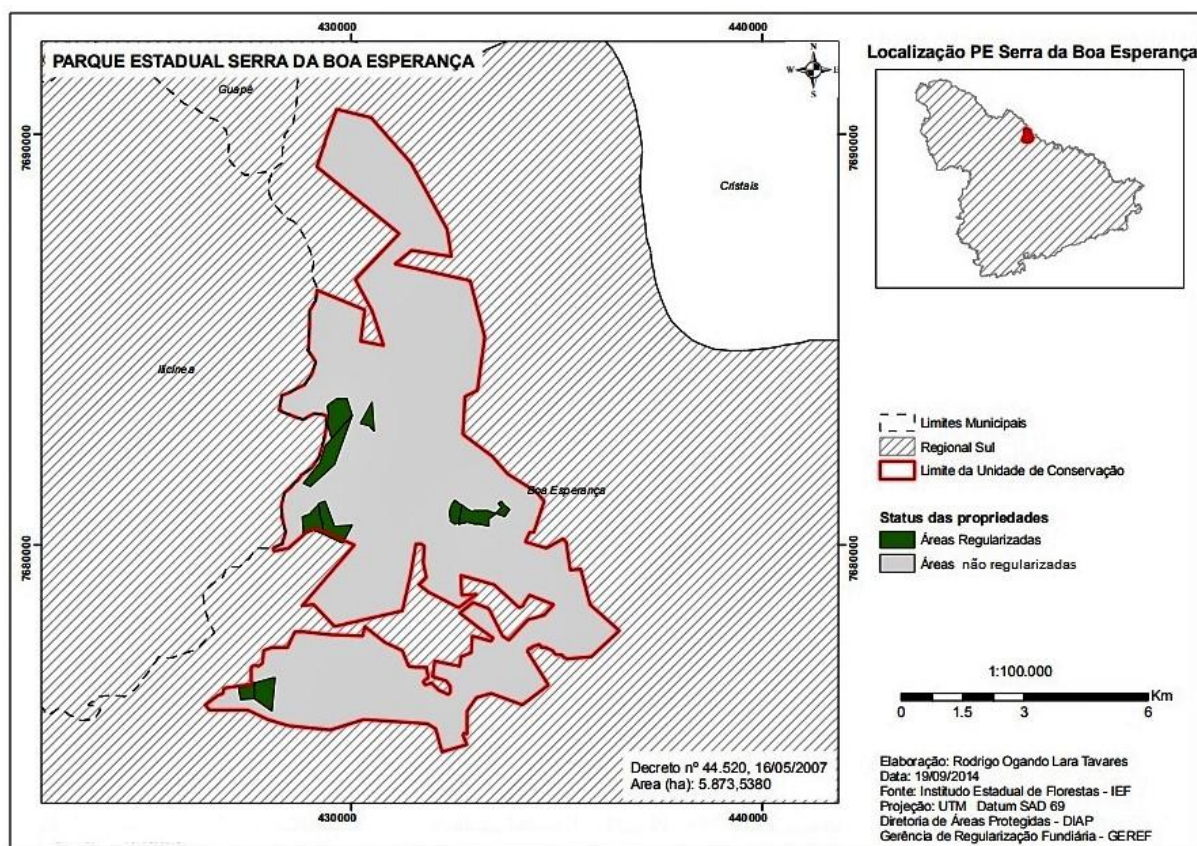 430000
440000
PARQUE ESTADUAL SERRA DA BOA ESPERANÇA
Guapé
N
W
E
S
7690000
7690000
Cristais
Ilicínea
Boa Esperança
7680000
7680000
Decreto nº 44.520, 16/05/2007
Area (ha): 5.873,5380
430000
440000
Localização PE Serra da Boa Esperança
Limites Municipais
Regional Sul
Limite da Unidade de Conservação
Status das propriedades
Áreas Regularizadas
Áreas não regularizadas
1:100.000
Km
0 1.5 3 6
Elaboração: Rodrigo Ogando Lara Tavares
Data: 19/09/2014
Fonte: Institudo Estadual de Florestas - IEF
Projeção: UTM Datum SAD 69
Diretoria de Áreas Protegidas - DIAP
Gerência de Regularização Fundiária - GEREF